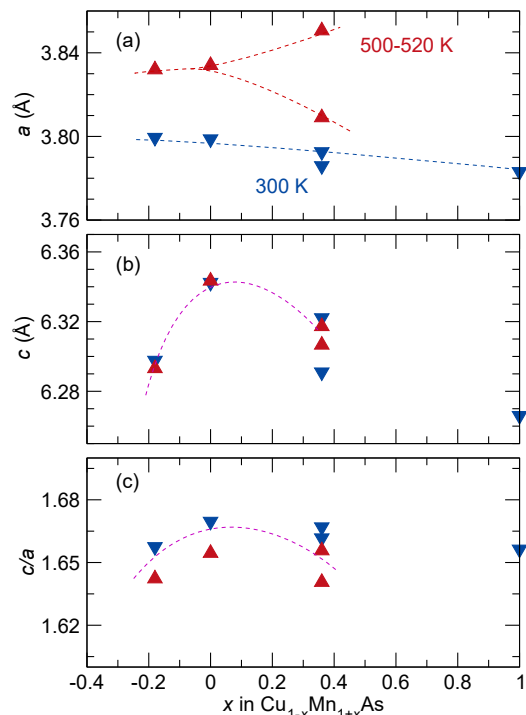 (a)
500-520 K
300 K
a (Å)
3.84
3.80
3.76
(b)
c (Å)
6.36
6.32
6.28
(c)
c/a
1.68
1.65
1.62
-0.4 -0.2 0 0.2 0.4 0.6 0.8 1
x in Cu₁₋ₓMn₁₊ₓAs